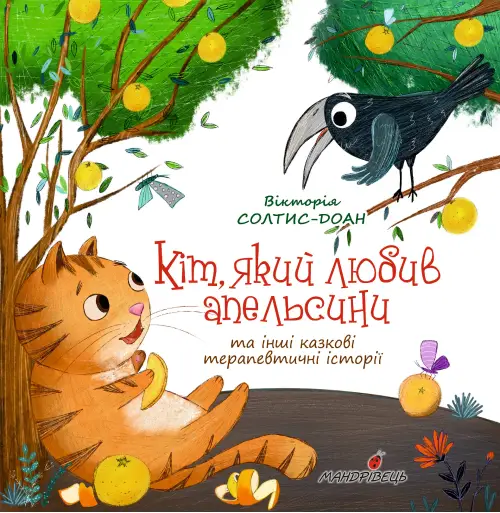 Вікторія
СОЛТИС-ДОАН
Кіт, який любив
апельсини
та інші казкові
терапевтичні історії
МАНДРІВЕЦЬ